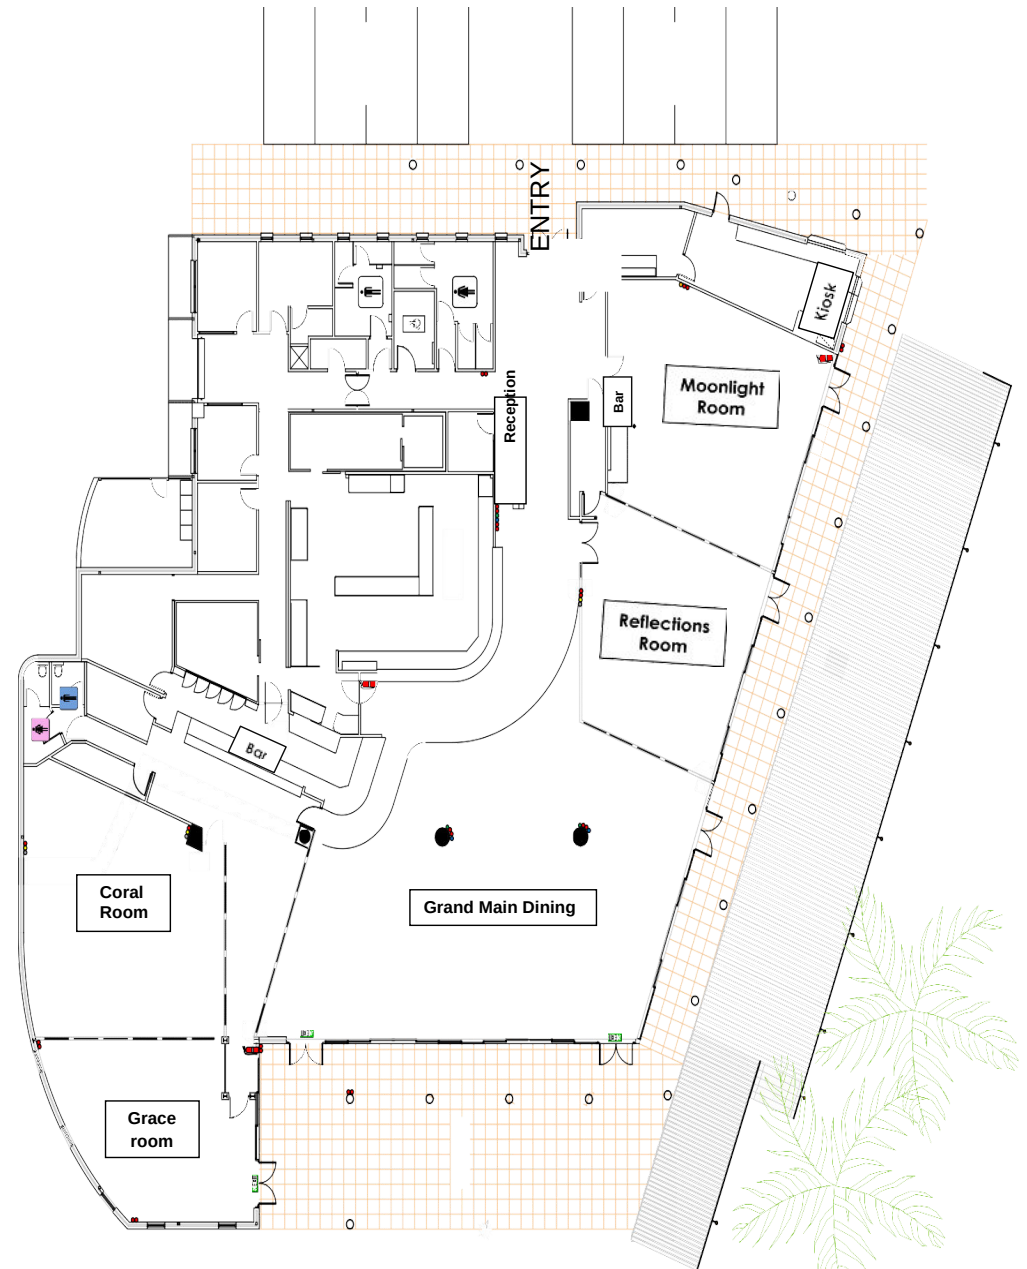 ENTRY
Kiosk
Reception
Bar
Moonlight
Room
Reflections
Room
Bar
Coral
Room
Grand Main Dining
Grace
room